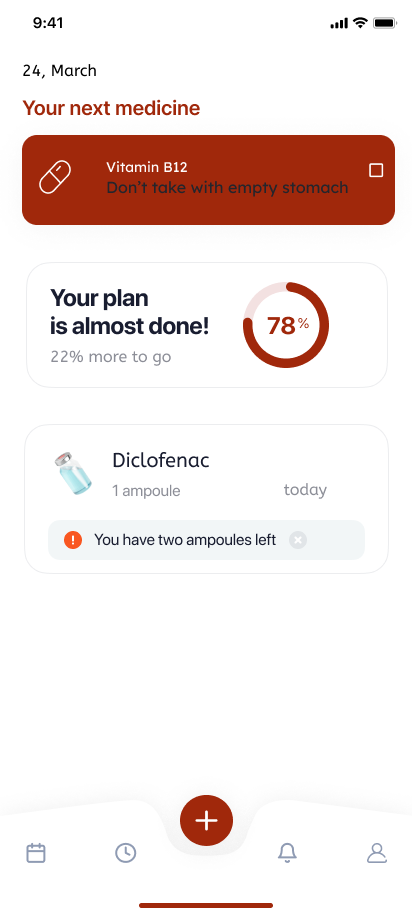 9:41
24, March
Your next medicine
Vitamin B12
Don't take with empty stomach
Your plan
is almost done!
22% more to go
78%
Diclofenac
1 ampoule
today
You have two ampoules left